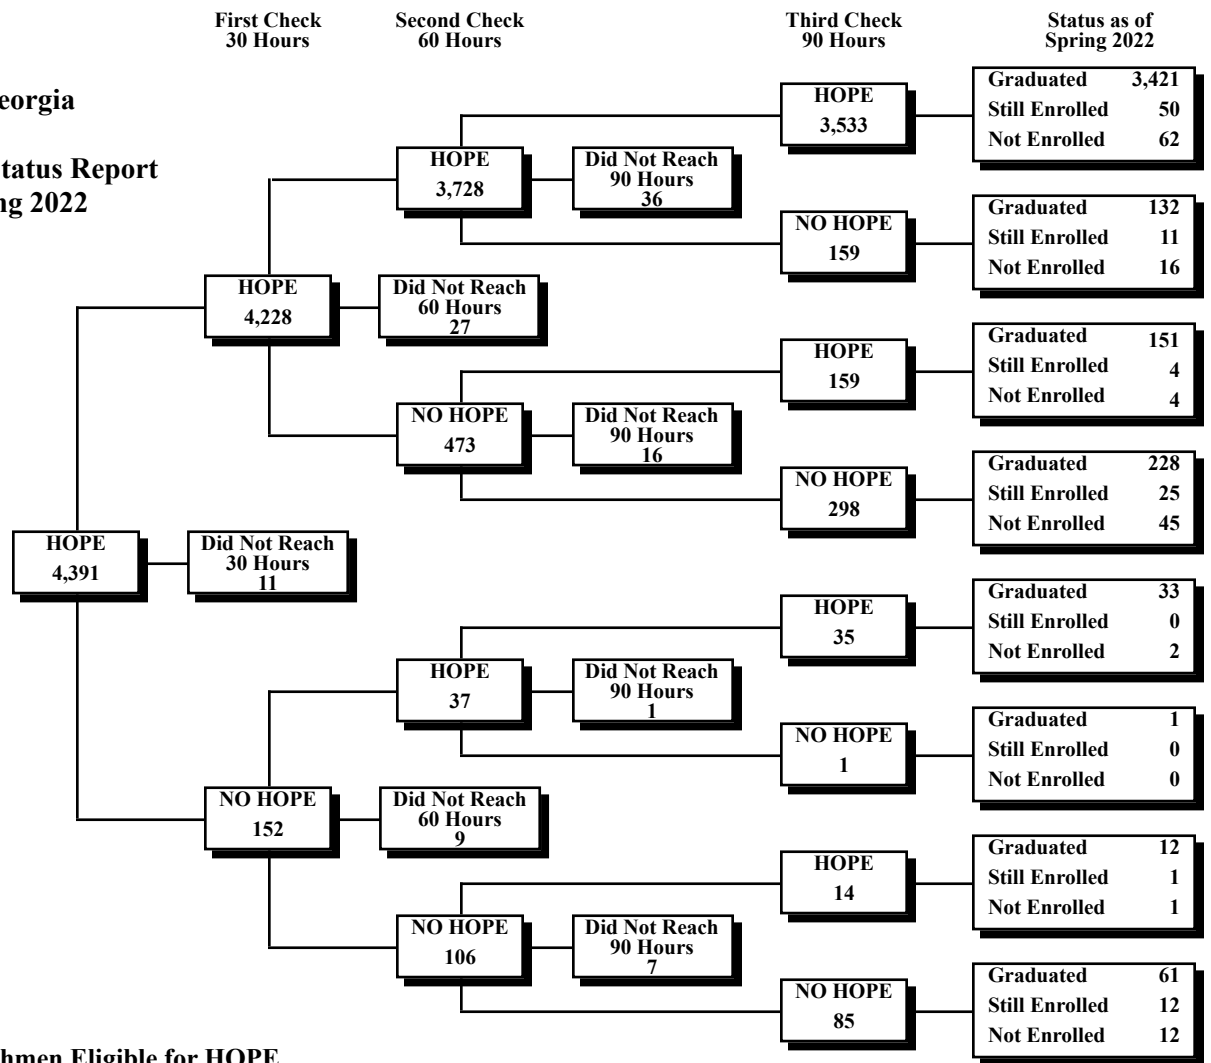 First Check
30 Hours
Second Check
60 Hours
Third Check
90 Hours
Status as of
Spring 2022
Status Report
2022
HOPE
4,391
Did Not Reach
30 Hours
11
HOPE
4,228
Did Not Reach
60 Hours
27
NO HOPE
152
Did Not Reach
60 Hours
9
HOPE
3,728
Did Not Reach
90 Hours
36
NO HOPE
473
Did Not Reach
90 Hours
16
HOPE
37
Did Not Reach
90 Hours
1
NO HOPE
106
Did Not Reach
90 Hours
7
HOPE
3,533
Graduated 3,421
Still Enrolled 50
Not Enrolled 62
NO HOPE
159
Graduated 132
Still Enrolled 11
Not Enrolled 16
HOPE
159
Graduated 151
Still Enrolled 4
Not Enrolled 4
NO HOPE
298
Graduated 228
Still Enrolled 25
Not Enrolled 45
HOPE
35
Graduated 33
Still Enrolled 0
Not Enrolled 2
NO HOPE
1
Graduated 1
Still Enrolled 0
Not Enrolled 0
HOPE
14
Graduated 12
Still Enrolled 1
Not Enrolled 1
NO HOPE
85
Graduated 61
Still Enrolled 12
Not Enrolled 12
Eligible for HOPE